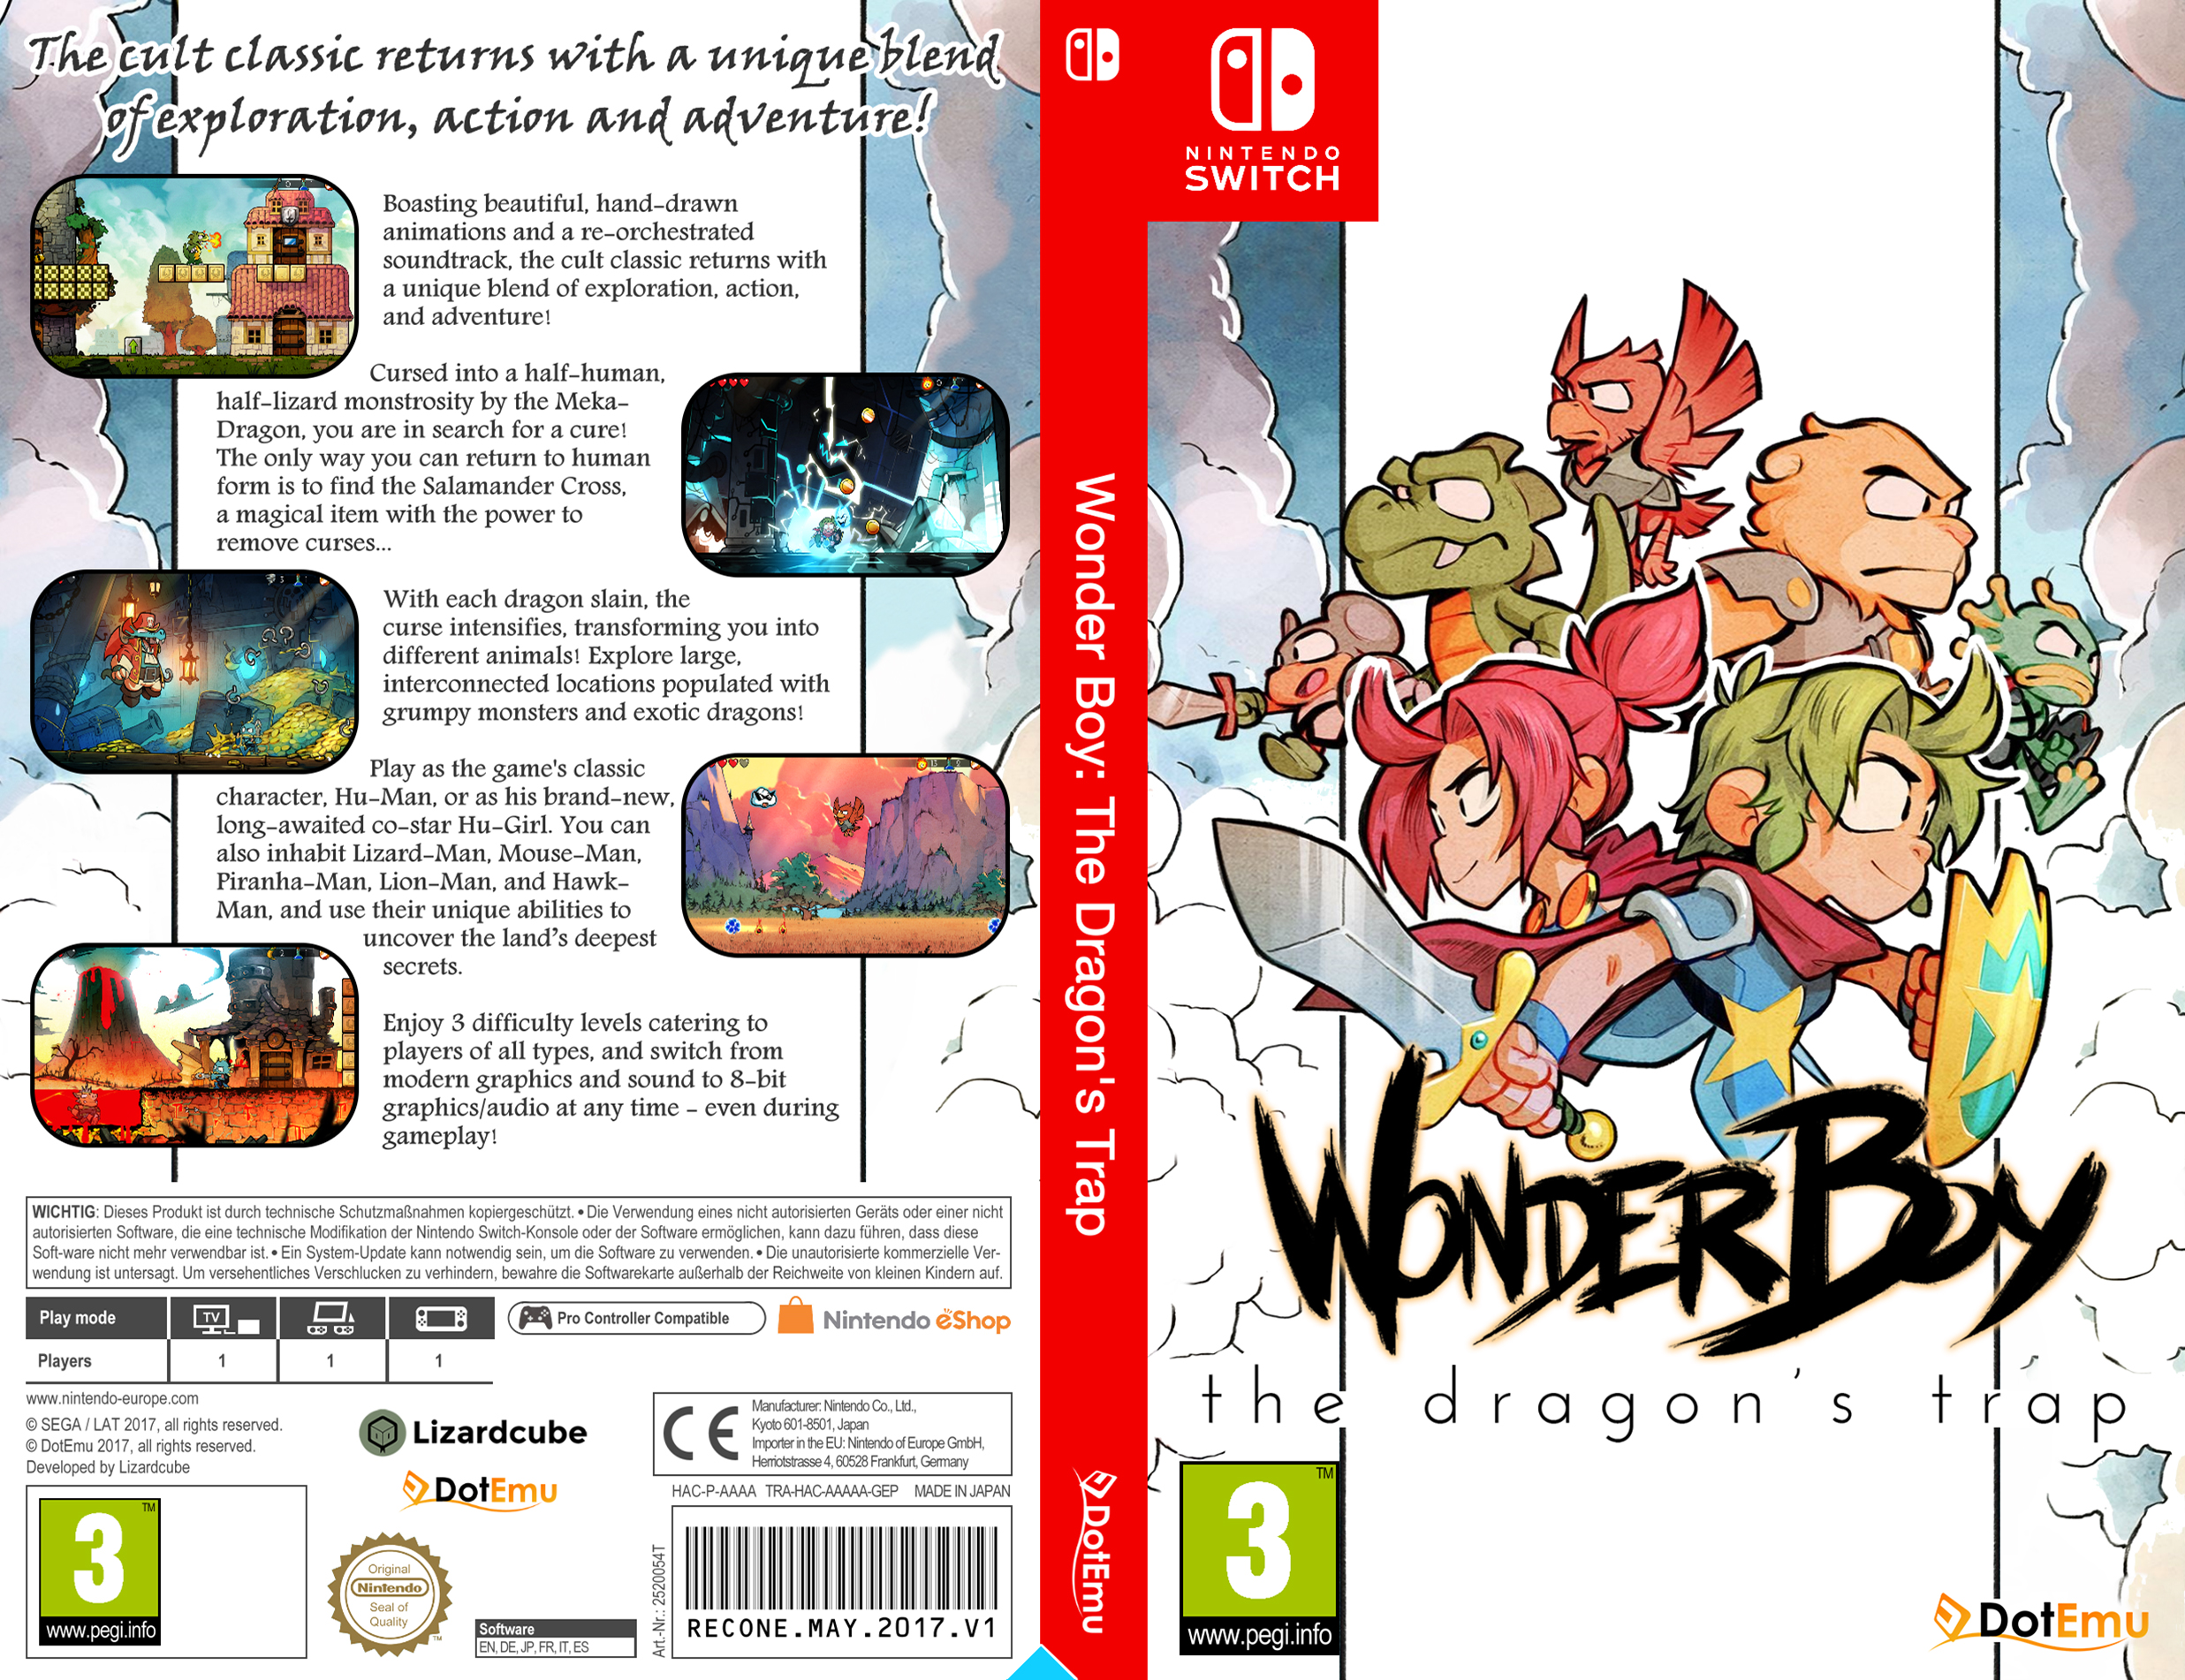 The cult classic returns with a unique blend
of exploration, action and adventure!
Boasting beautiful, hand-drawn
animations and a re-orchestrated
soundtrack, the cult classic returns with
a unique blend of exploration, action,
and adventure!
Cursed into a half-human,
half-lizard monstrosity by the Meka-
Dragon, you are in search for a cure!
The only way you can return to human
form is to find the Salamander Cross,
a magical item with the power to
remove curses...
With each dragon slain, the
curse intensifies, transforming you into
different animals! Explore large,
interconnected locations populated with
grumpy monsters and exotic dragons!
Play as the game's classic
character, Hu-Man, or as his brand-new,
long-awaited co-star Hu-Girl. You can
also inhabit Lizard-Man, Mouse-Man,
Piranha-Man, Lion-Man, and Hawk-
Man, and use their unique abilities to
uncover the land's deepest
secrets.
Enjoy 3 difficulty levels catering to
players of all types, and switch from
modern graphics and sound to 8-bit
graphics/audio at any time - even during
gameplay!
WICHTIG: Dieses Produkt ist durch technische Schutzmaßnahmen kopiergeschützt. • Die Verwendung eines nicht autorisierten Geräts oder einer nicht
autorisierten Software, die eine technische Modifikation der Nintendo Switch-Konsole oder der Software ermöglichen, kann dazu führen, dass diese
Soft-ware nicht mehr verwendbar ist. • Ein System-Update kann notwendig sein, um die Software zu verwenden. • Die unautorisierte kommerzielle Ver-
wendung ist untersagt. Um versehentliches Verschlucken zu verhindern, bewahre die Softwarekarte außerhalb der Reichweite von kleinen Kindern auf.
Play mode TV
Pro Controller Compatible
Nintendo eShop
Players 1 1 1
www.nintendo-europe.com
© SEGA / LAT 2017, all rights reserved.
© DotEmu 2017, all rights reserved.
Developed by Lizardcube
Lizardcube
DotEmu
CE
Manufacturer: Nintendo Co., Ltd.,
Kyoto 601-8501, Japan
Importer in the EU: Nintendo of Europe GmbH,
Herriotstrasse 4, 60528 Frankfurt, Germany
HAC-P-AAAA TRA-HAC-AAAAA-GEP MADE IN JAPAN
3
TM
www.pegi.info
Original
Nintendo
Seal of
Quality
TM
Software
EN, DE, JP, FR, IT, ES
Art.-Nr.: 2520054T
RECONE.MAY.2017.V1
Wonder Boy: The Dragon's Trap
DotEmu
NINTENDO
SWITCH
WONDER BOY
the dragon's trap
3
TM
www.pegi.info
DotEmu